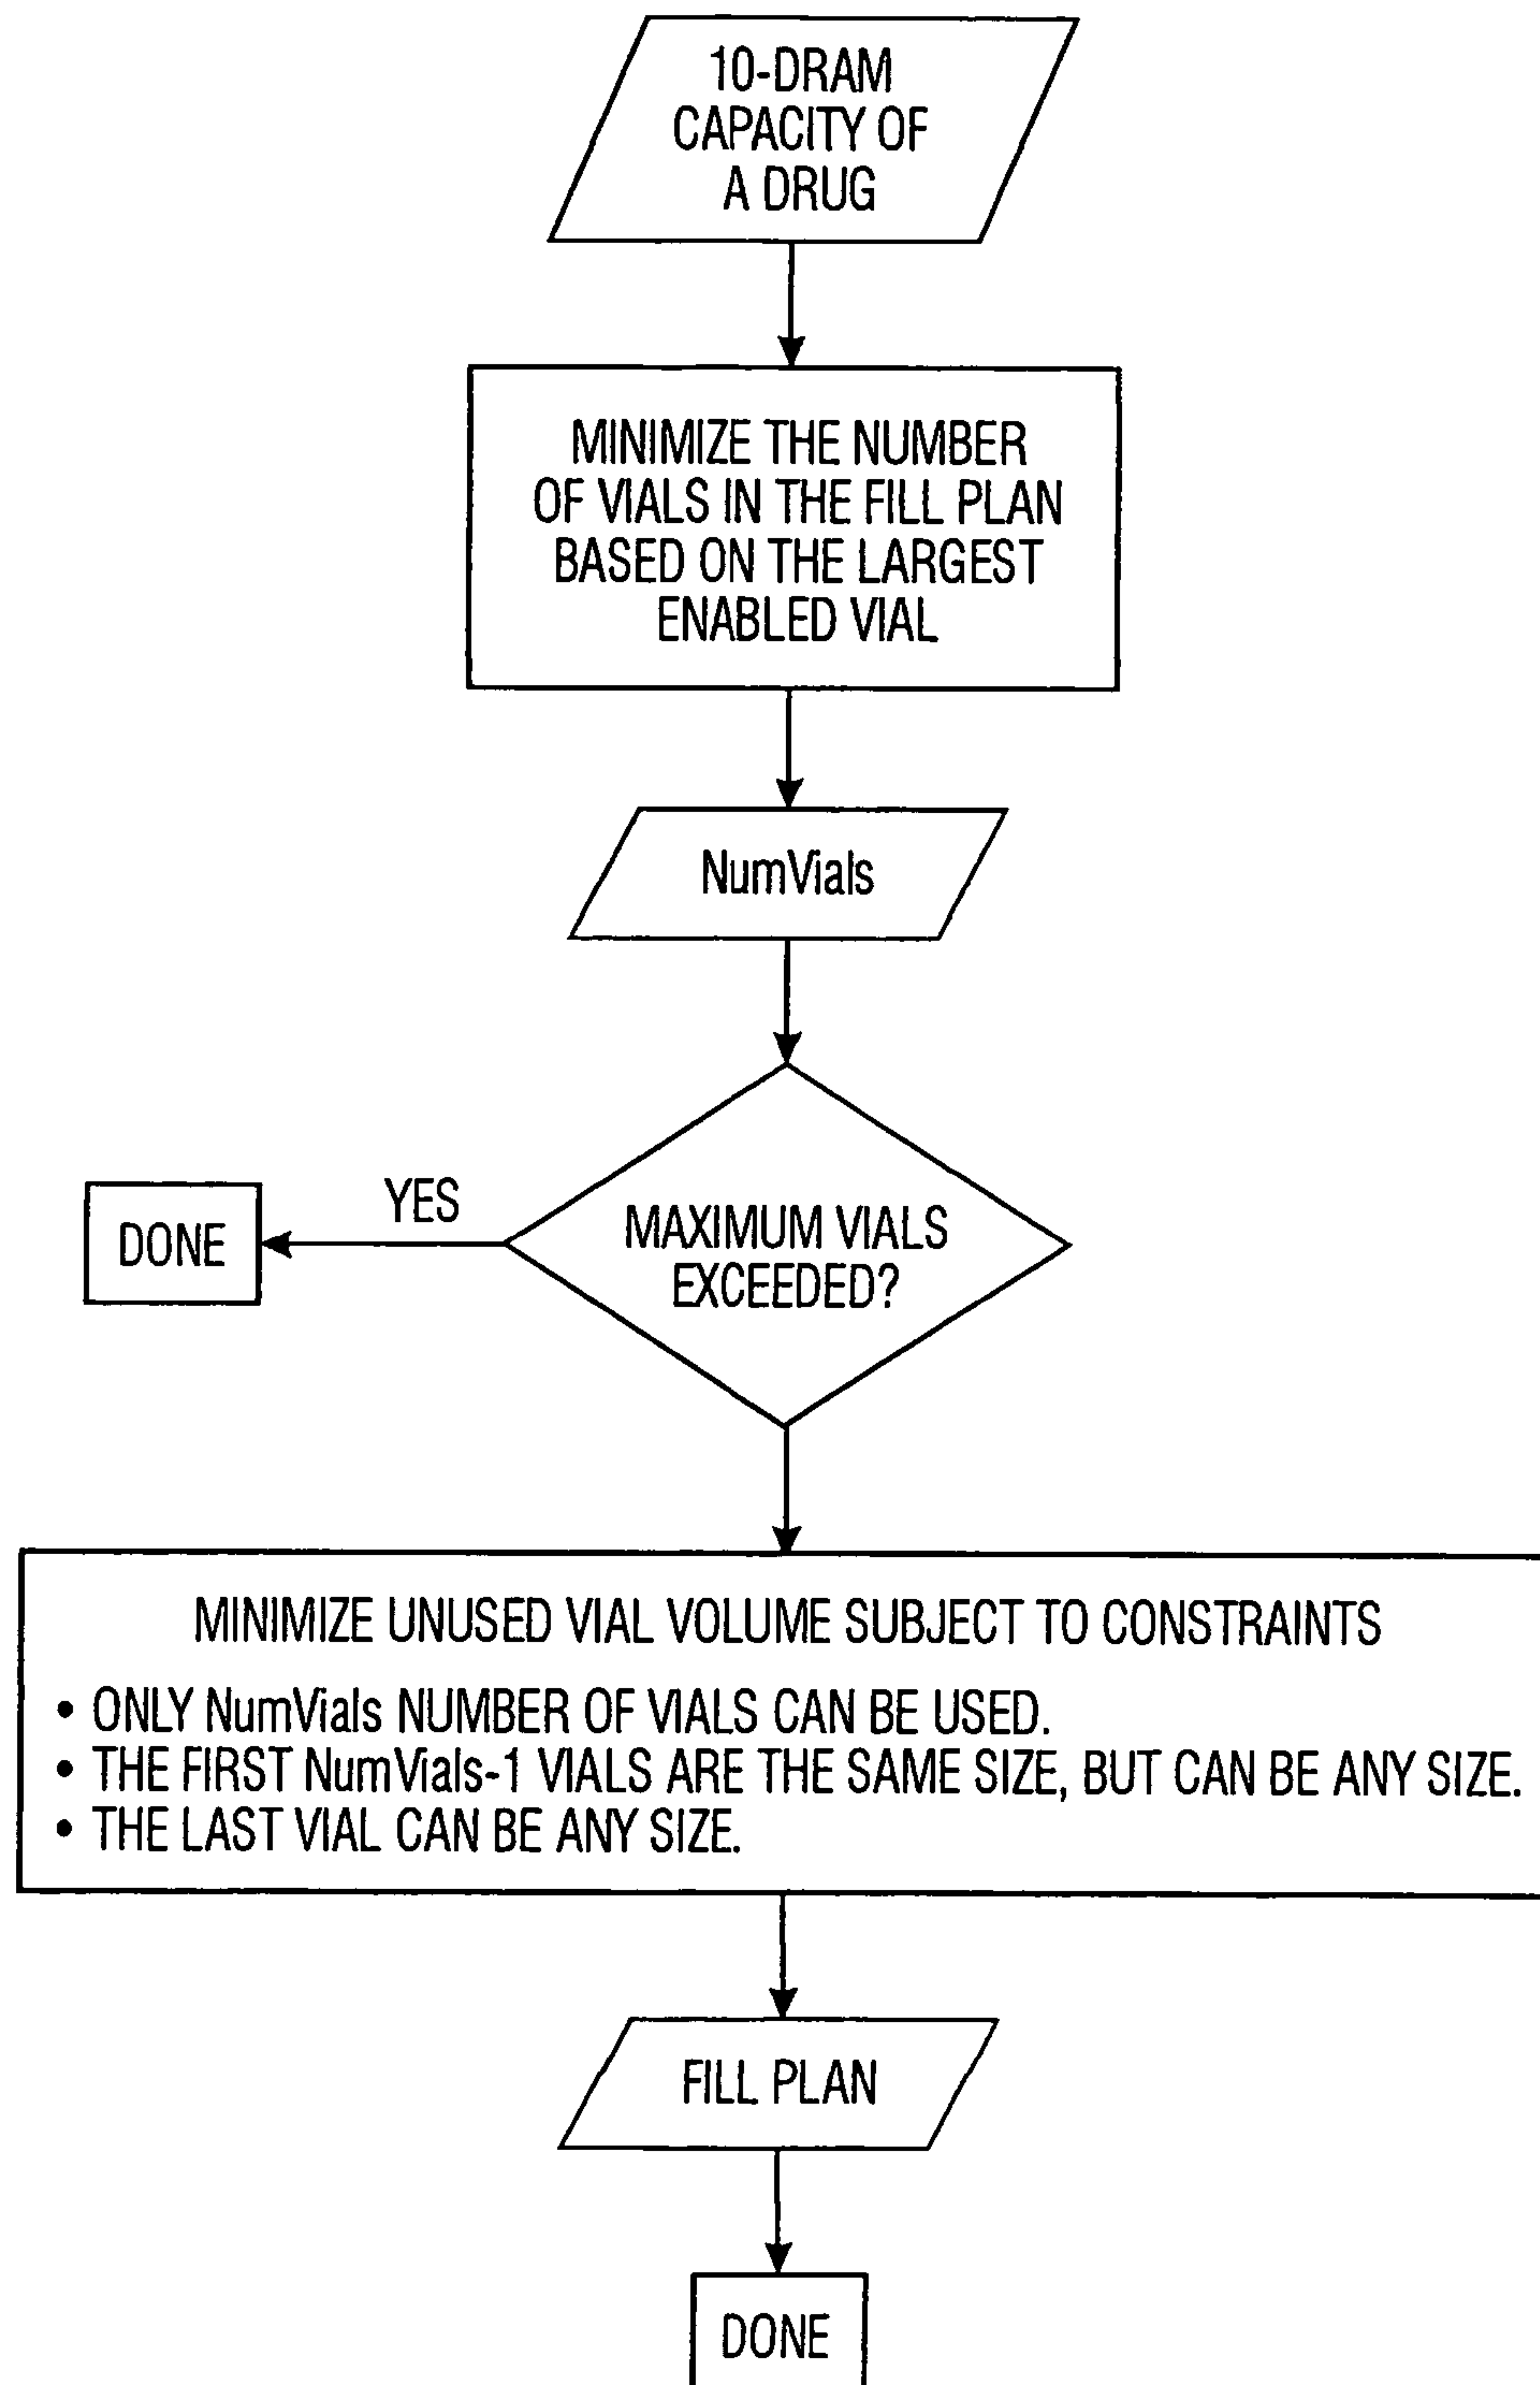 10-DRAM
CAPACITY OF
A DRUG
MINIMIZE THE NUMBER
OF VIALS IN THE FILL PLAN
BASED ON THE LARGEST
ENABLED VIAL
NumVials
YES
DONE
MAXIMUM VIALS
EXCEEDED?
MINIMIZE UNUSED VIAL VOLUME SUBJECT TO CONSTRAINTS
• ONLY NumVials NUMBER OF VIALS CAN BE USED.
• THE FIRST NumVials-1 VIALS ARE THE SAME SIZE, BUT CAN BE ANY SIZE.
• THE LAST VIAL CAN BE ANY SIZE.
FILL PLAN
DONE